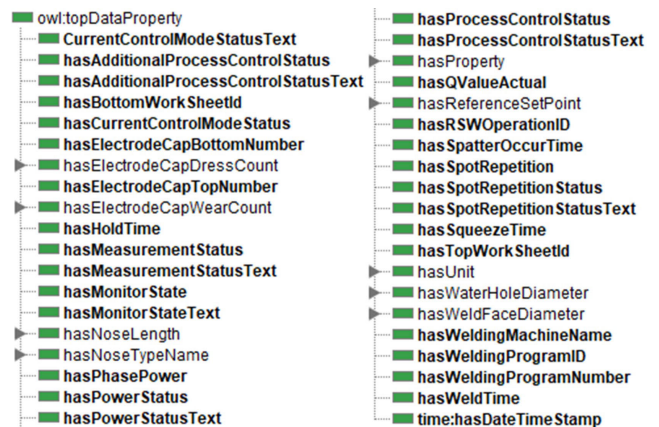 owl:topDataProperty
CurrentControlModeStatusText
hasAdditionalProcessControlStatus
hasAdditionalProcessControlStatusText
hasBottomWorkSheetId
hasCurrentControlModeStatus
hasElectrodeCapBottomNumber
hasElectrodeCapDressCount
hasElectrodeCapTopNumber
hasElectrodeCapWearCount
hasHoldTime
hasMeasurementStatus
hasMeasurementStatusText
hasMonitorState
hasMonitorStateText
hasNoseLength
hasNoseTypeName
hasPhasePower
hasPowerStatus
hasPowerStatusText
hasProcessControlStatus
hasProcessControlStatusText
hasProperty
hasQValueActual
hasReferenceSetPoint
hasRSWOperationID
hasSpatterOccurTime
hasSpotRepetition
hasSpotRepetitionStatus
hasSpotRepetitionStatusText
hasSqueezeTime
hasTopWorkSheetId
hasUnit
hasWaterHoleDiameter
hasWeldFaceDiameter
hasWeldingMachineName
hasWeldingProgramID
hasWeldingProgramNumber
hasWeldTime
time:hasDateTimeStamp